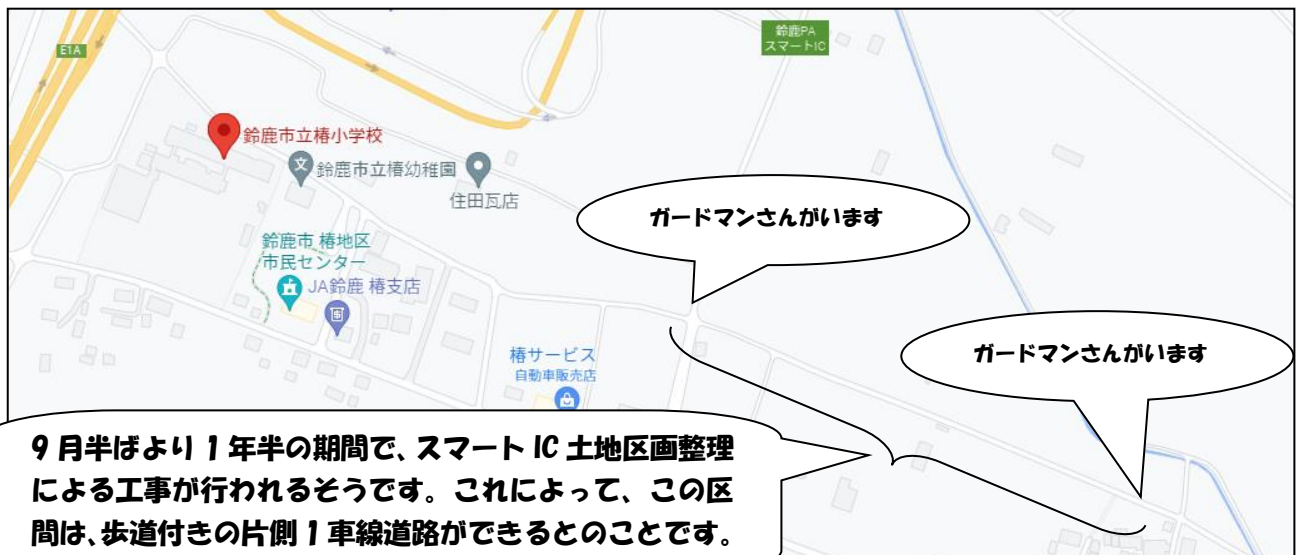 鈴鹿PA
スマートIC
E1A
鈴鹿市立椿小学校
文
鈴鹿市立椿幼稚園
住田瓦店
ガードマンさんがいます
鈴鹿市 椿地区
市民センター
JA鈴鹿 椿支店
椿サービス
自動車販売店
ガードマンさんがいます
9月半ばより1年半の期間で、スマートIC土地区画整理
による工事が行われるそうです。これによって、この区
間は、歩道付きの片側1車線道路ができるとのことです。